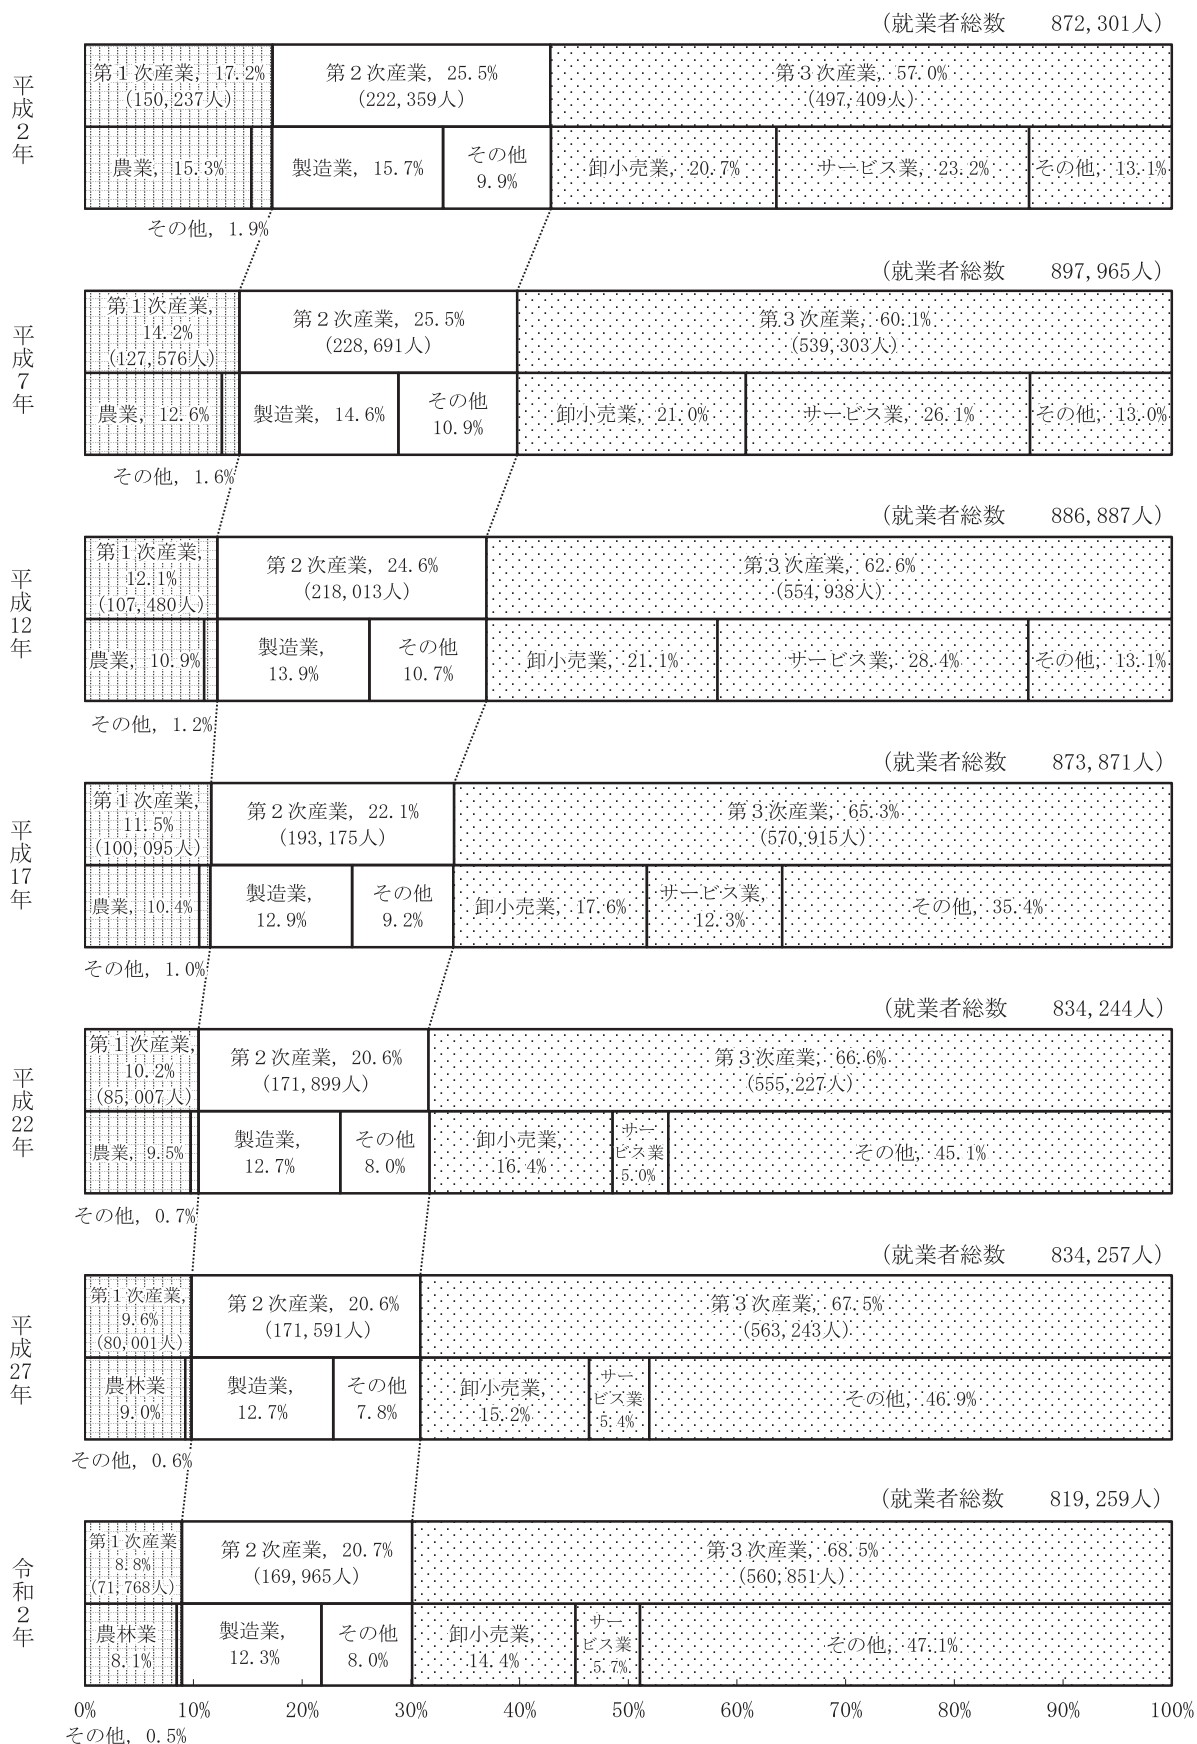 (就業者総数 872,301人)
平成2年
第1次産業, 17.2%
(150,237人)
第2次産業, 25.5%
(222,359人)
第3次産業, 57.0%
(497,409人)
農業, 15.3%
製造業, 15.7%
その他
9.9%
卸小売業, 20.7%
サービス業, 23.2%
その他, 13.1%
その他, 1.9%
(就業者総数 897,965人)
平成7年
第1次産業,
14.2%
(127,576人)
第2次産業, 25.5%
(228,691人)
第3次産業, 60.1%
(539,303人)
農業, 12.6%
製造業, 14.6%
その他
10.9%
卸小売業, 21.0%
サービス業, 26.1%
その他, 13.0%
その他, 1.6%
(就業者総数 886,887人)
平成12年
第1次産業,
12.1%
(107,480人)
第2次産業, 24.6%
(218,013人)
第3次産業, 62.6%
(554,938人)
農業, 10.9%
製造業,
13.9%
その他
10.7%
卸小売業, 21.1%
サービス業, 28.4%
その他, 13.1%
その他, 1.2%
(就業者総数 873,871人)
平成17年
第1次産業,
11.5%
(100,095人)
第2次産業, 22.1%
(193,175人)
第3次産業, 65.3%
(570,915人)
農業, 10.4%
製造業,
12.9%
その他
9.2%
卸小売業, 17.6%
サービス業,
12.3%
その他, 35.4%
その他, 1.0%
(就業者総数 834,244人)
平成22年
第1次産業,
10.2%
(85,007人)
第2次産業, 20.6%
(171,899人)
第3次産業, 66.6%
(555,227人)
農業, 9.5%
製造業,
12.7%
その他
8.0%
卸小売業,
16.4%
サー
ビス業
5.0%
その他, 45.1%
その他, 0.7%
(就業者総数 834,257人)
平成27年
第1次産業,
9.6%
(80,001人)
第2次産業, 20.6%
(171,591人)
第3次産業, 67.5%
(563,243人)
農林業
9.0%
製造業,
12.7%
その他
7.8%
卸小売業,
15.2%
サー
ビス業
5.4%
その他, 46.9%
その他, 0.6%
(就業者総数 819,259人)
令和2年
第1次産業
8.8%
(71,768人)
第2次産業, 20.7%
(169,965人)
第3次産業, 68.5%
(560,851人)
農林業
8.1%
製造業,
12.3%
その他
8.0%
卸小売業,
14.4%
サー
ビス業
5.7%
その他, 47.1%
0% 10% 20% 30% 40% 50% 60% 70% 80% 90% 100%
その他, 0.5%